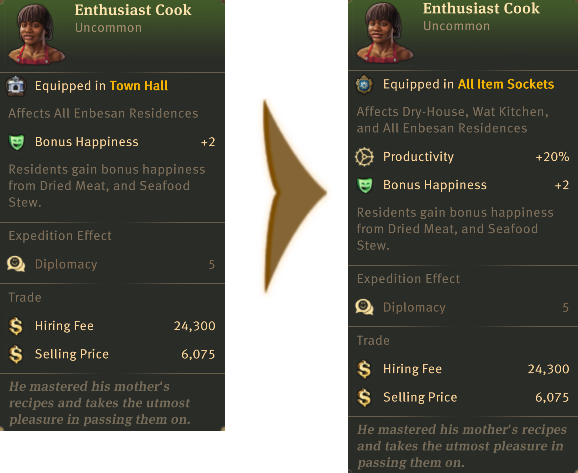 Enthusiast Cook
Uncommon
Equipped in Town Hall
Affects All Enbesan Residences
Bonus Happiness +2
Residents gain bonus happiness
from Dried Meat, and Seafood
Stew.
Expedition Effect
Diplomacy 5
Trade
Hiring Fee 24,300
Selling Price 6,075
He mastered his mother's
recipes and takes the utmost
pleasure in passing them on.
Enthusiast Cook
Uncommon
Equipped in All Item Sockets
Affects Dry-House, Wat Kitchen,
and All Enbesan Residences
Productivity +20%
Bonus Happiness +2
Residents gain bonus happiness
from Dried Meat, and Seafood
Stew.
Expedition Effect
Diplomacy 5
Trade
Hiring Fee 24,300
Selling Price 6,075
He mastered his mother's recipes
and takes the utmost pleasure in
passing them on.